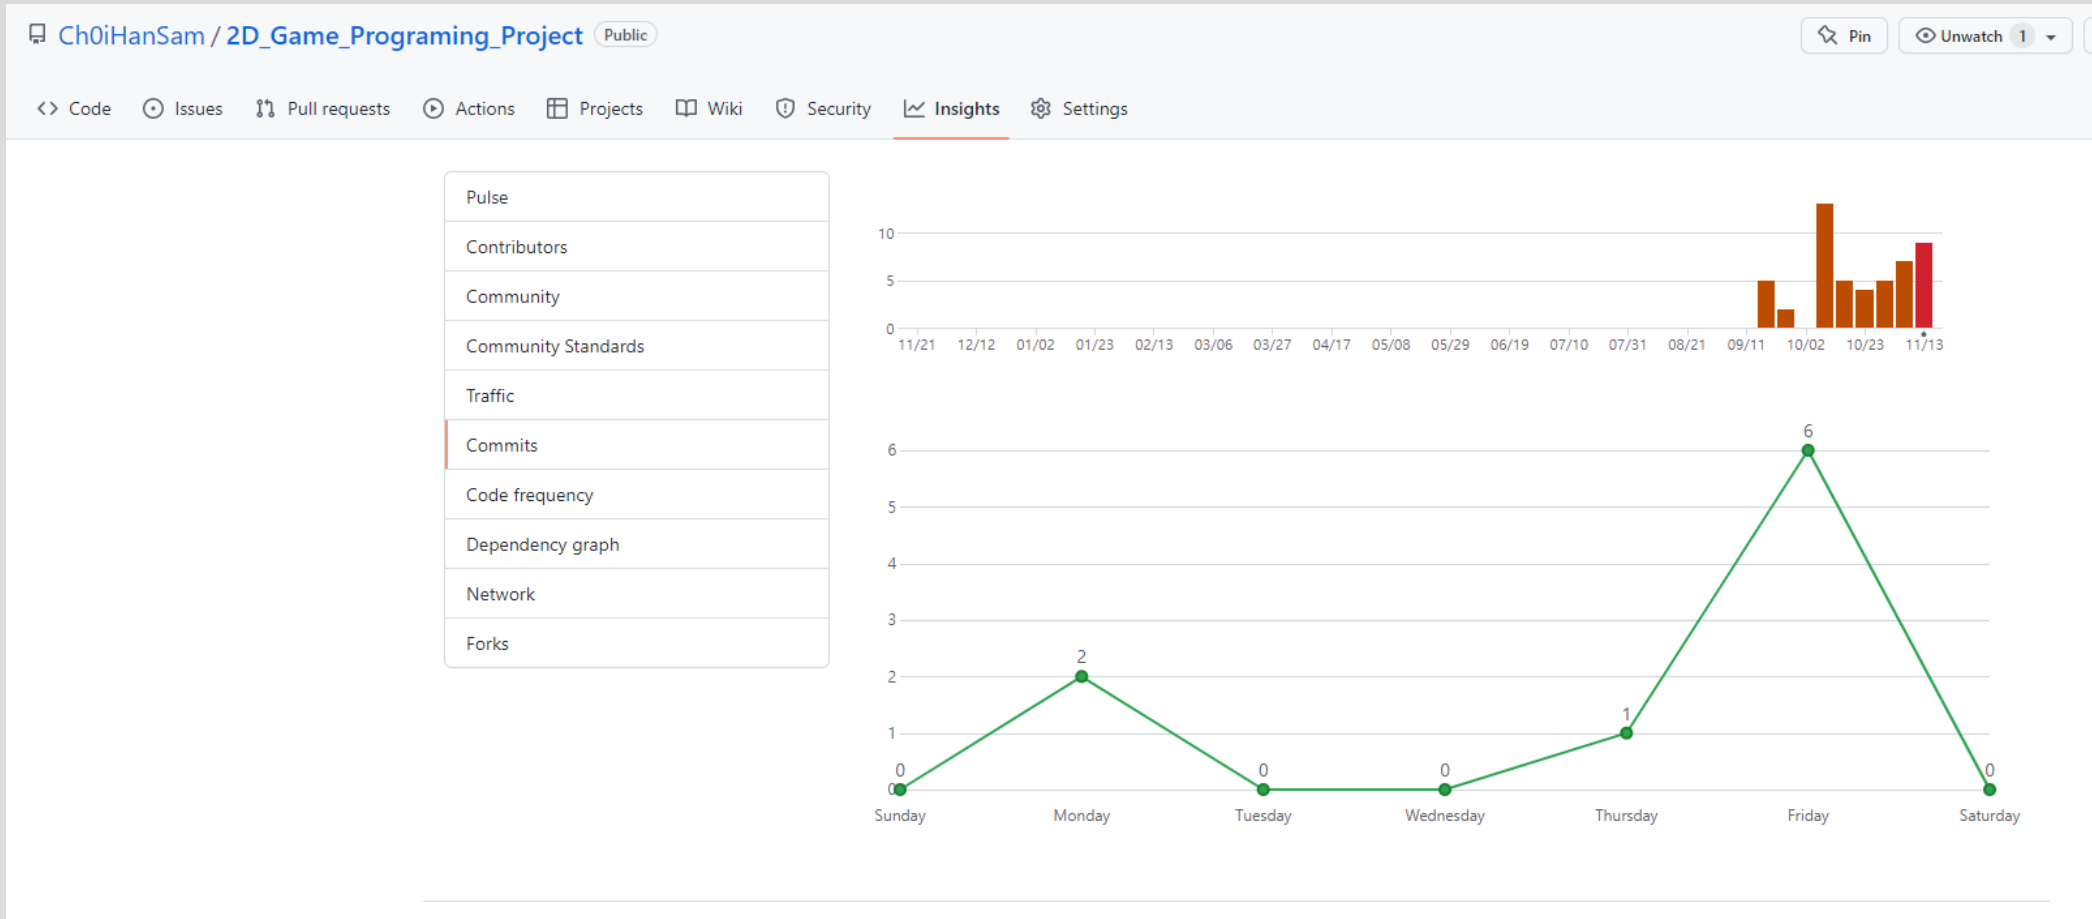 Ch0iHanSam / 2D_Game_Programing_Project Public
Pin
Unwatch 1
Code Issues Pull requests Actions Projects Wiki Security Insights Settings
Pulse
Contributors
Community
Community Standards
Traffic
Commits
Code frequency
Dependency graph
Network
Forks
10
5
0
11/21 12/12 01/02 01/23 02/13 03/06 03/27 04/17 05/08 05/29 06/19 07/10 07/31 08/21 09/11 10/02 10/23 11/13
6
5
4
3
2
1
0
0 2 0 0 1 6 0
Sunday Monday Tuesday Wednesday Thursday Friday Saturday